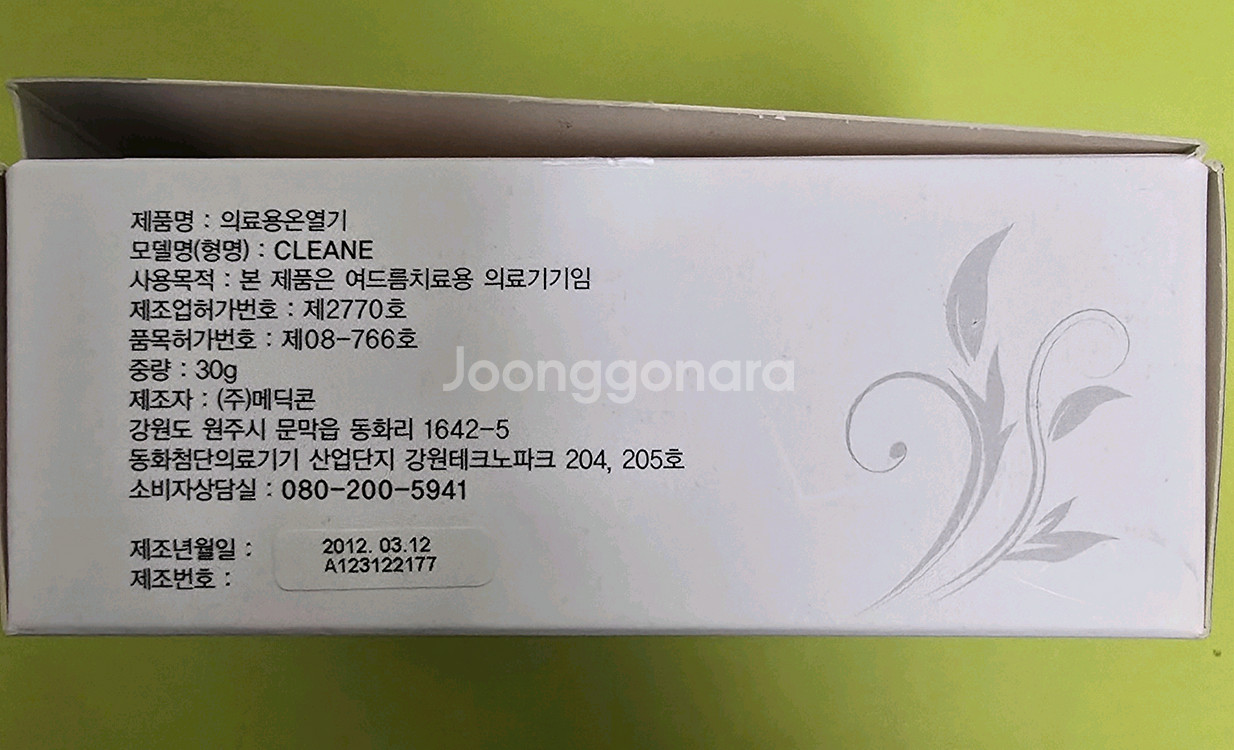 제품명 : 의료용온열기
모델명(형명) : CLEANE
사용목적 : 본 제품은 여드름치료용 의료기기임
제조업허가번호 : 제2770호
품목허가번호 : 제08-766호
중량 : 30g
제조자 : (주)메딕콘
강원도 원주시 문막읍 동화리 1642-5
동화첨단의료기기 산업단지 강원테크노파크 204, 205호
소비자상담실 : 080-200-5941
제조년월일 : 2012. 03.12
제조번호 : A123122177
Joonggonara